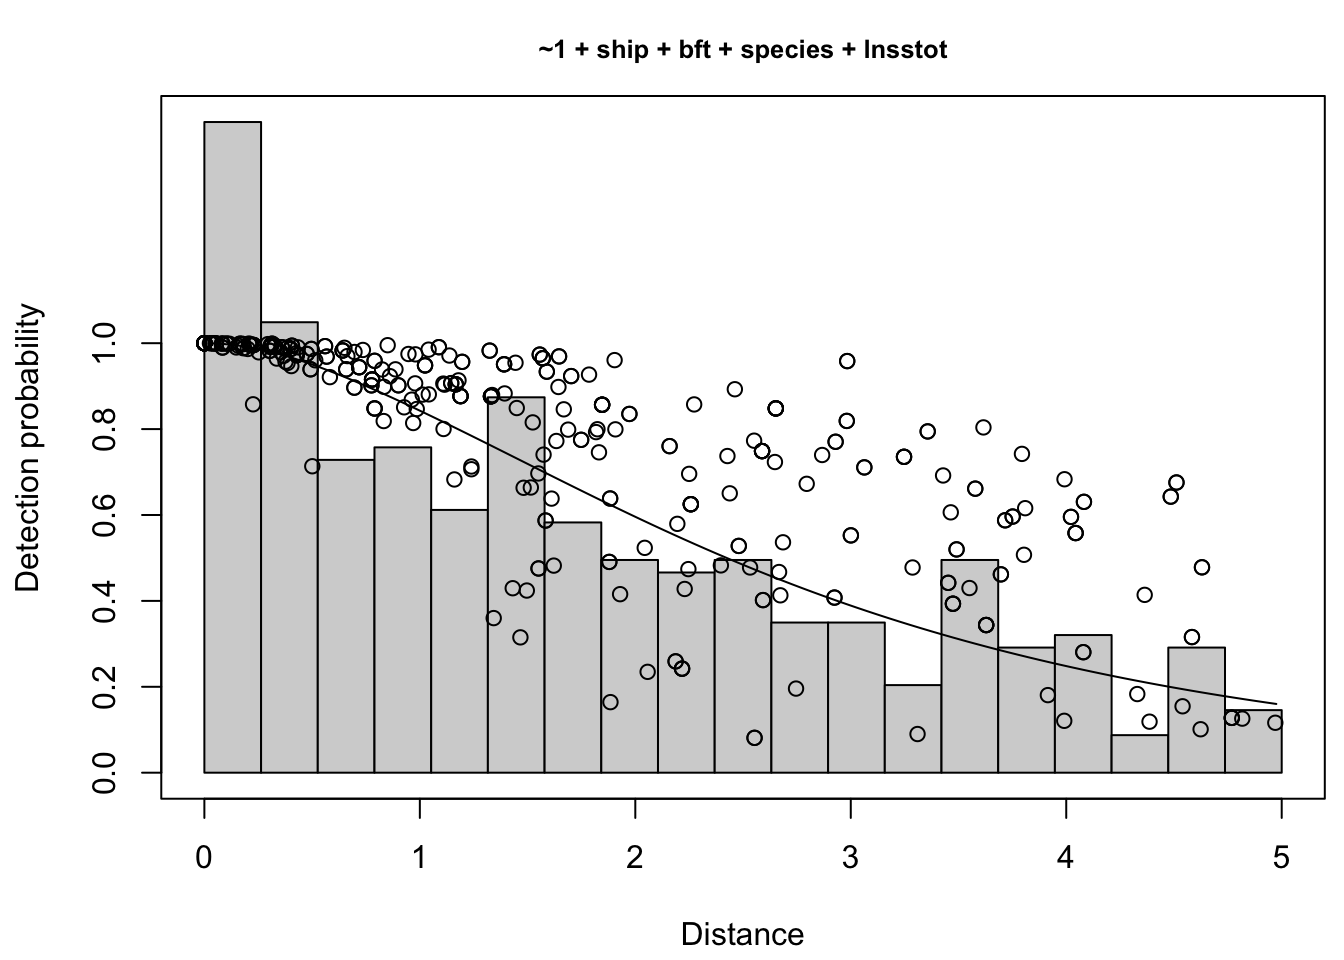 ~1 + ship + bft + species + lnsstot
Detection probability
1.0
0.8
0.6
0.4
0.2
0.0
0 1 2 3 4 5
Distance